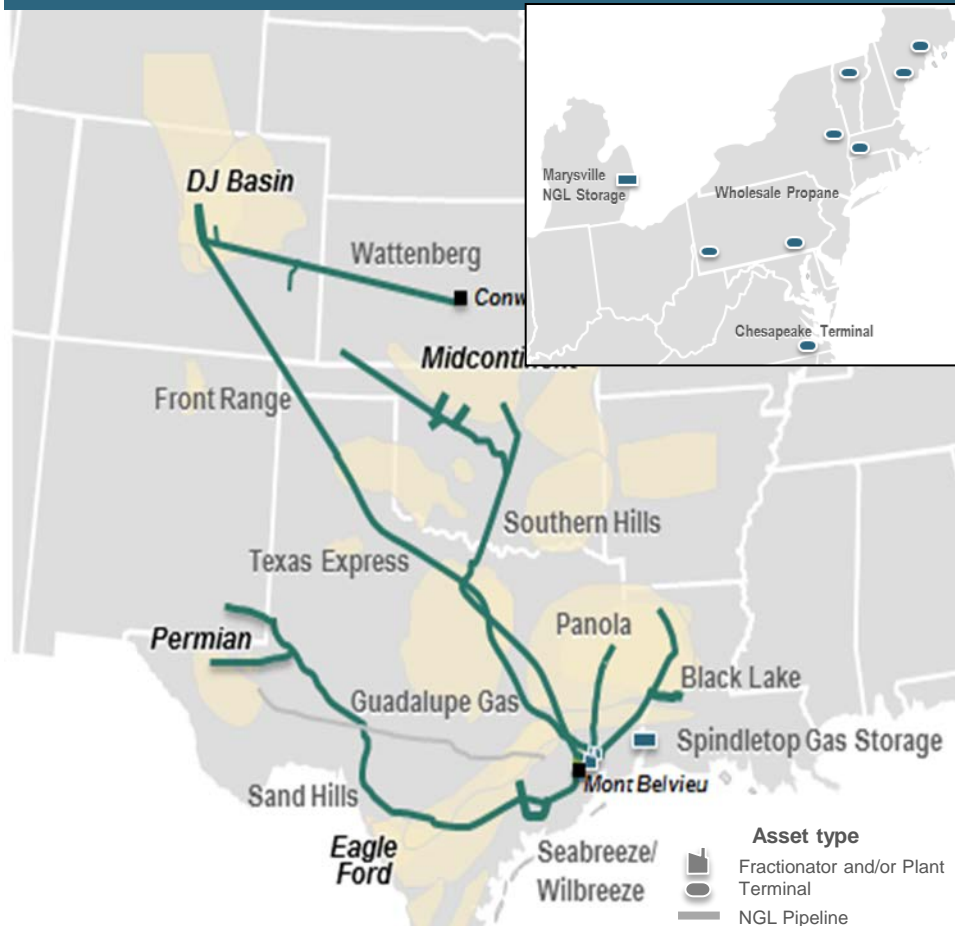 DJ Basin
Wattenberg
Conw
Midcontinent
Front Range
Southern Hills
Texas Express
Panola
Permian
Black Lake
Guadalupe Gas
Spindletop Gas Storage
Mont Belvieu
Sand Hills
Eagle
Ford
Seabreeze/
Wilbreeze
Marysville
NGL Storage
Wholesale Propane
Chesapeake Terminal
Asset type
Fractionator and/or Plant
Terminal
NGL Pipeline